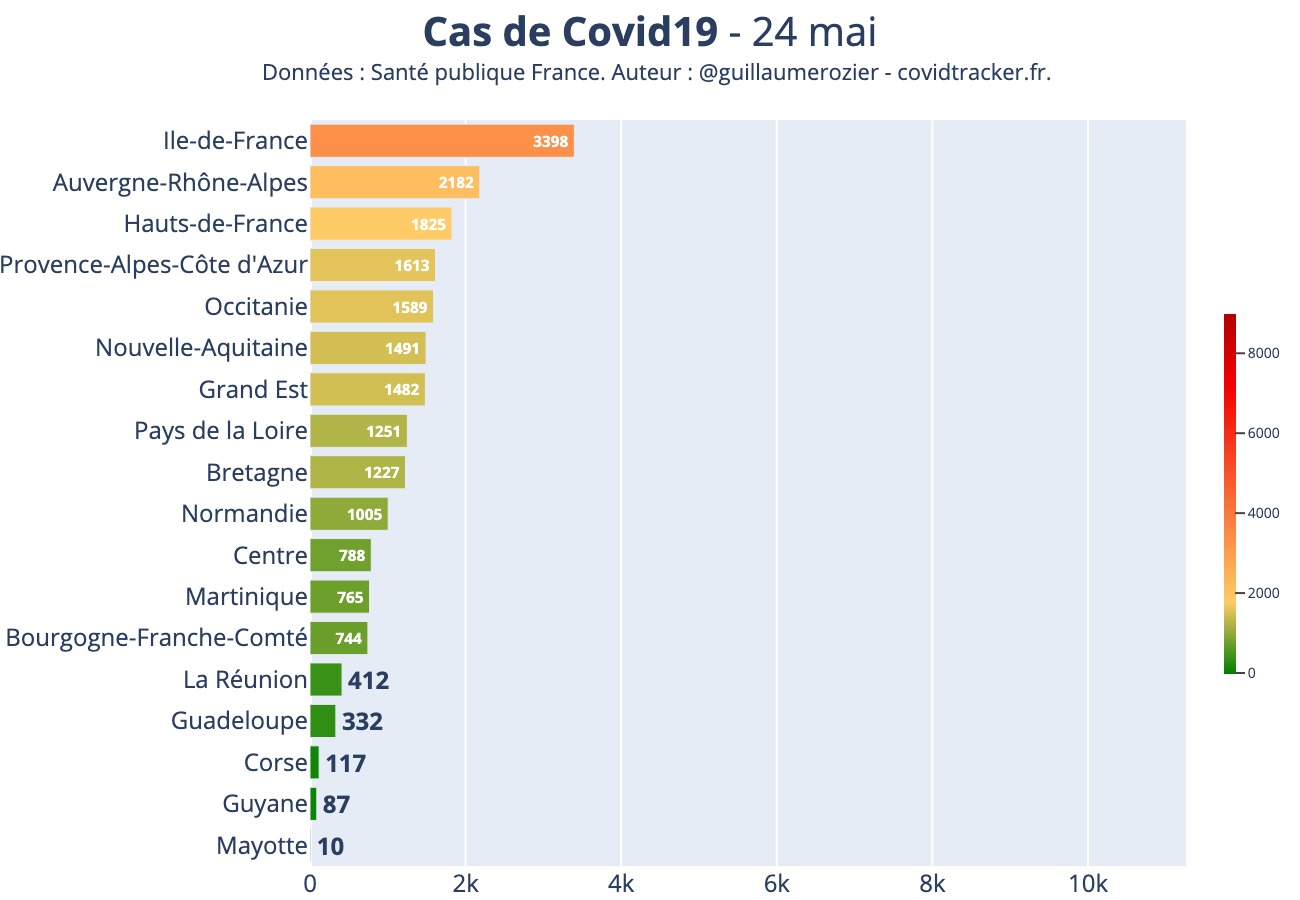 Cas de Covid19 - 24 mai
Données : Santé publique France. Auteur : @guillaumerozier - covidtracker.fr.
Ile-de-France 3398
Auvergne-Rhône-Alpes 2182
Hauts-de-France 1825
Provence-Alpes-Côte d'Azur 1613
Occitanie 1589
Nouvelle-Aquitaine 1491
Grand Est 1482
Pays de la Loire 1251
Bretagne 1227
Normandie 1005
Centre 788
Martinique 765
Bourgogne-Franche-Comté 744
La Réunion 412
Guadeloupe 332
Corse 117
Guyane 87
Mayotte 10
0 2k 4k 6k 8k 10k
8000
6000
4000
2000
0